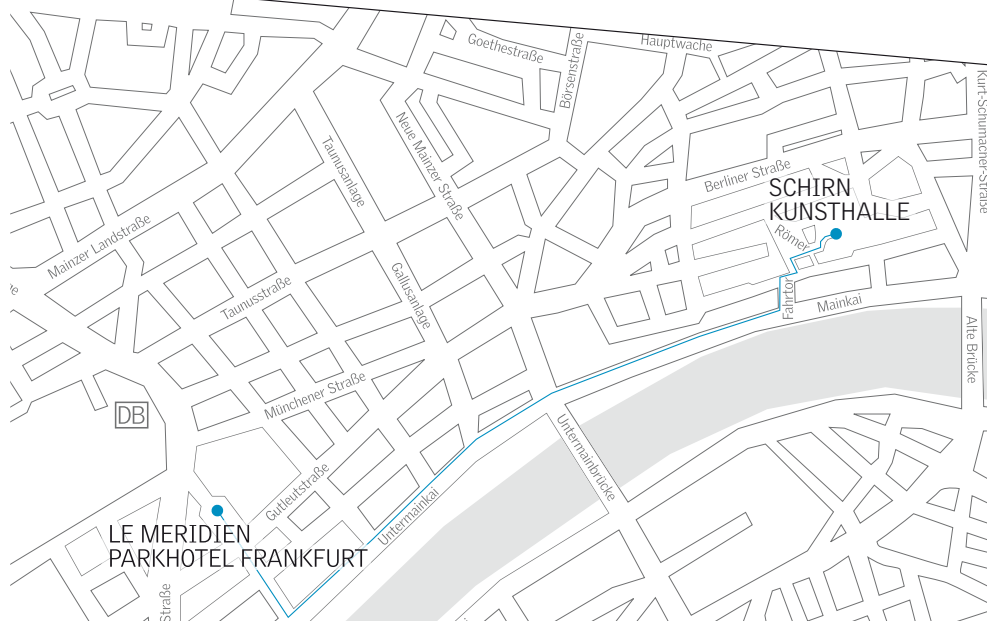 Goethestraße
Hauptwache
Börsenstraße
Kurt-Schumacher-Straße
Neue Mainzer Straße
Taunusanlage
Berliner Straße
SCHIRN
KUNSTHALLE
Römer
Mainzer Landstraße
Gallusanlage
Taunusstraße
Fahrtor
Mainkai
Alte Brücke
Münchener Straße
DB
Untermainbrücke
Gutleutstraße
Untermainkai
LE MERIDIEN
PARKHOTEL FRANKFURT
Straße